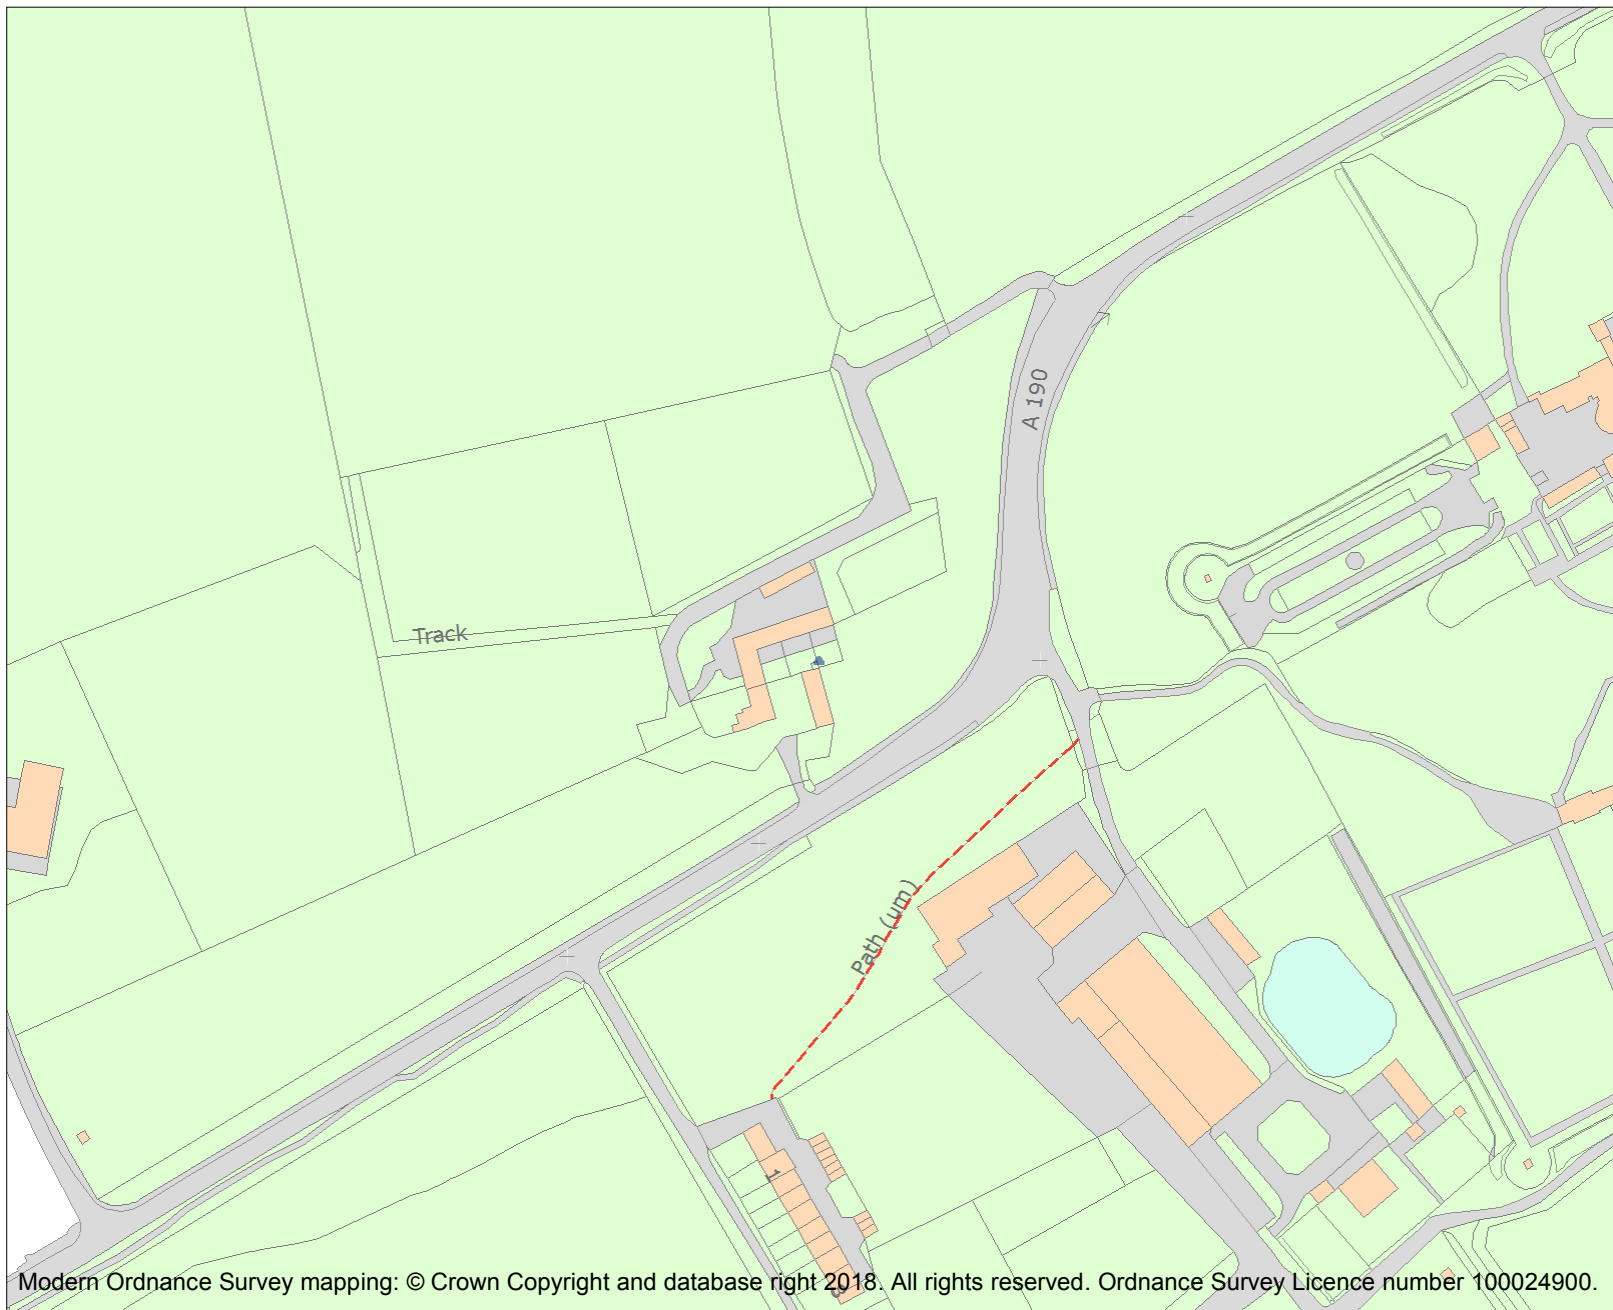 A 190
Track
Path (um)
1
Modern Ordnance Survey mapping: © Crown Copyright and database right 2018. All rights reserved. Ordnance Survey Licence number 100024900.